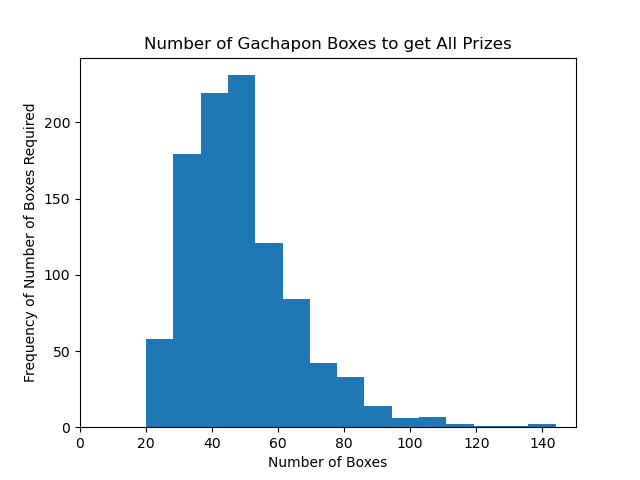 Number of Gachapon Boxes to get All Prizes
Frequency of Number of Boxes Required
200
150
100
50
0
0 20 40 60 80 100 120 140
Number of Boxes